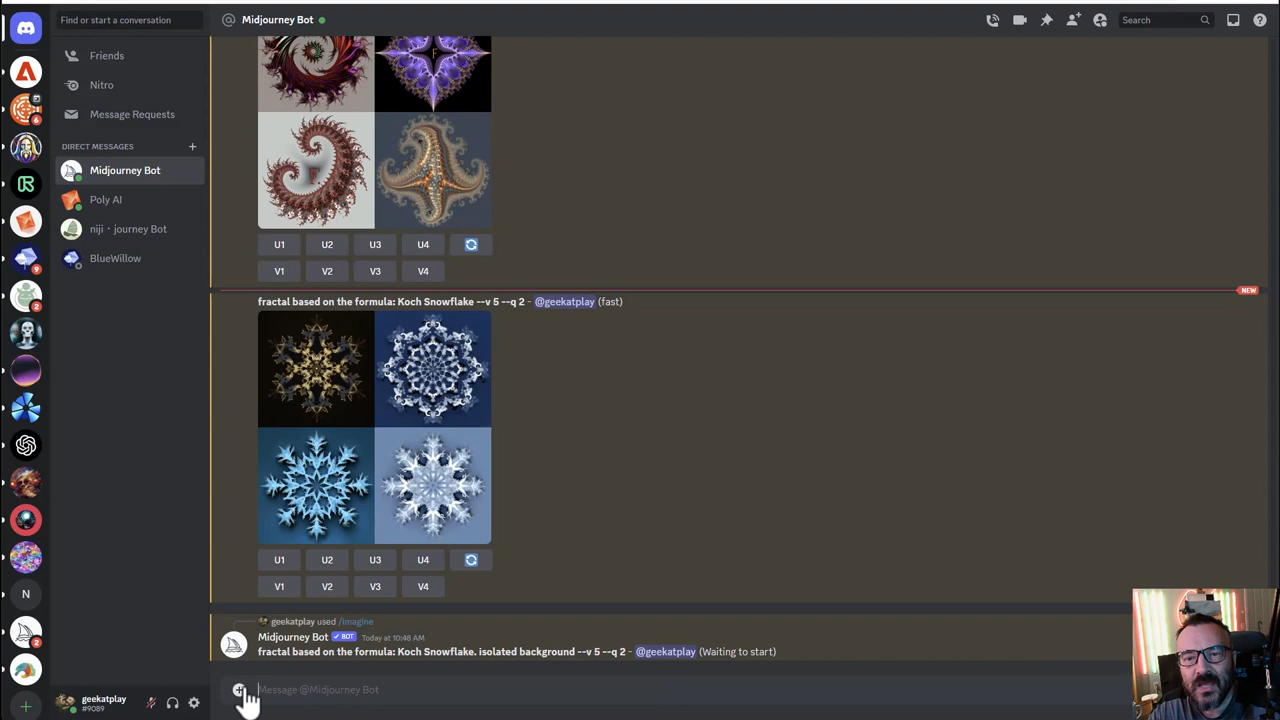 Find or start a conversation
Midjourney Bot
Search
Friends
Nitro
Message Requests
DIRECT MESSAGES
Midjourney Bot
Poly AI
niji・journey Bot
BlueWillow
6
9
2
N
2
F
F.
U1 U2 U3 U4
V1 V2 V3 V4
NEW
fractal based on the formula: Koch Snowflake --v 5 --q 2 - @geekatplay (fast)
U1 U2 U3 U4
V1 V2 V3 V4
geekatplay used /imagine
Midjourney Bot ✓ BOT Today at 10:48 AM
fractal based on the formula: Koch Snowflake. isolated background --v 5 --q 2 - @geekatplay (Waiting to start)
Message @Midjourney Bot
geekatplay
#9089